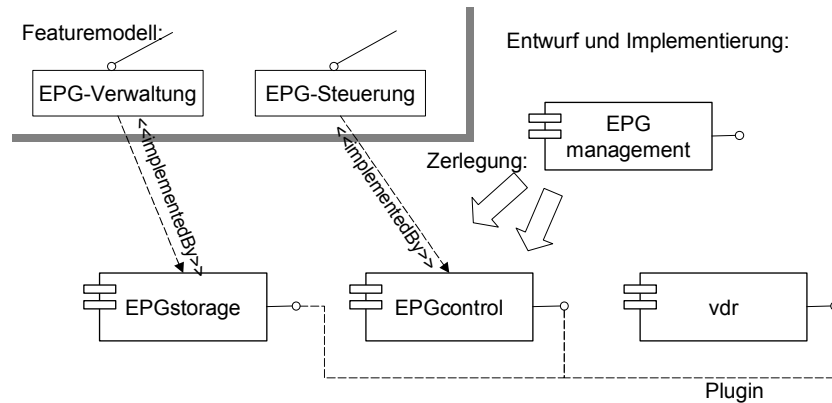 Featuremodell:
Entwurf und Implementierung:
EPG-Verwaltung
EPG-Steuerung
EPG
management
Zerlegung:
<<implementedBy>>
<<implementedBy>>
EPGstorage
EPGcontrol
vdr
Plugin